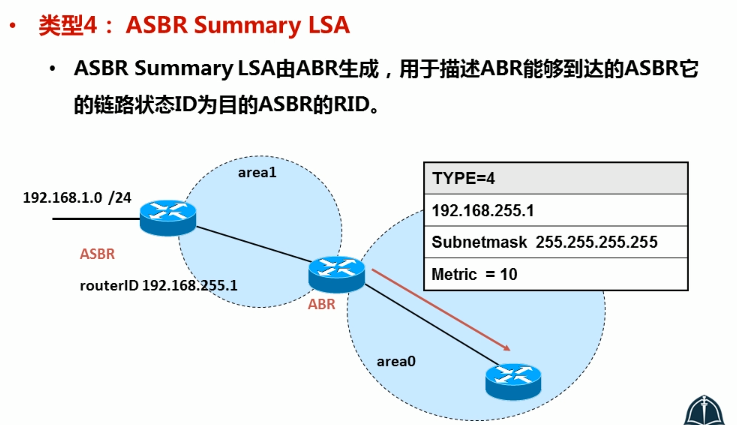 • 类型4： ASBR Summary LSA
• ASBR Summary LSA由ABR生成，用于描述ABR能够到达的ASBR它
的链路状态ID为目的ASBR的RID。
area1
192.168.1.0 /24
ASBR
routerID 192.168.255.1
ABR
TYPE=4
192.168.255.1
Subnetmask 255.255.255.255
Metric = 10
area0